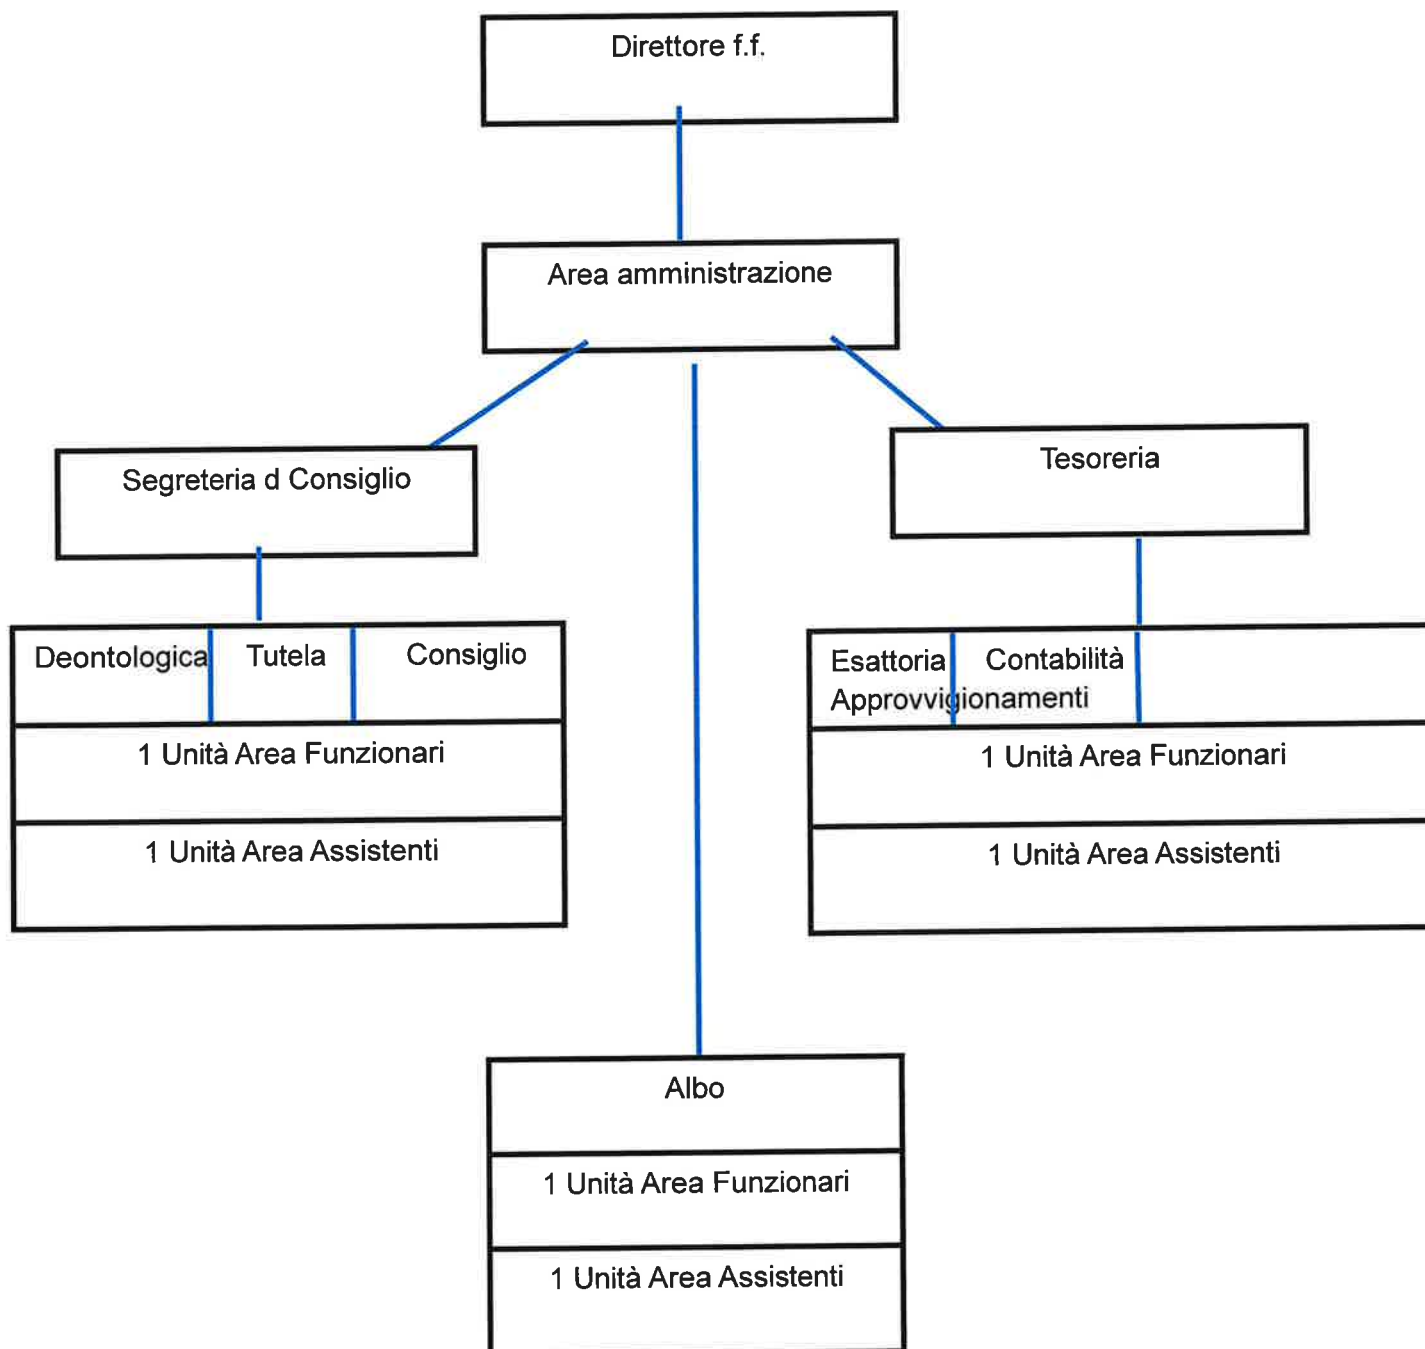 Direttore f.f.
Area amministrazione
Segreteria d Consiglio
Tesoreria
Deontologica Tutela Consiglio
1 Unità Area Funzionari
1 Unità Area Assistenti
Esattoria Contabilità
Approvvigionamenti
1 Unità Area Funzionari
1 Unità Area Assistenti
Albo
1 Unità Area Funzionari
1 Unità Area Assistenti